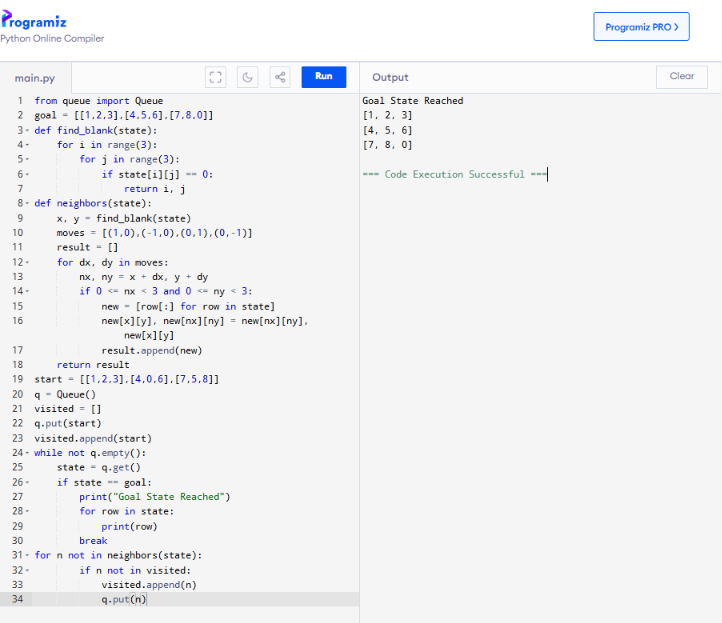 Programiz
Python Online Compiler
Programiz PRO >
main.py
Run
Output
Clear
1 from queue import Queue
2 goal = [[1,2,3],[4,5,6],[7,8,0]]
3 def find_blank(state):
4 for i in range(3):
5 for j in range(3):
6 if state[i][j] == 0:
7 return i, j
8 def neighbors(state):
9 x, y = find_blank(state)
10 moves = [(1,0),(-1,0),(0,1),(0,-1)]
11 result = []
12 for dx, dy in moves:
13 nx, ny = x + dx, y + dy
14 if 0 <= nx < 3 and 0 <= ny < 3:
15 new = [row[:] for row in state]
16 new[x][y], new[nx][ny] = new[nx][ny],
new[x][y]
17 result.append(new)
18 return result
19 start = [[1,2,3],[4,0,6],[7,5,8]]
20 q = Queue()
21 visited = []
22 q.put(start)
23 visited.append(start)
24 while not q.empty():
25 state = q.get()
26 if state == goal:
27 print("Goal State Reached")
28 for row in state:
29 print(row)
30 break
31 for n not in neighbors(state):
32 if n not in visited:
33 visited.append(n)
34 q.put(n)
Goal State Reached
[1, 2, 3]
[4, 5, 6]
[7, 8, 0]
=== Code Execution Successful ===